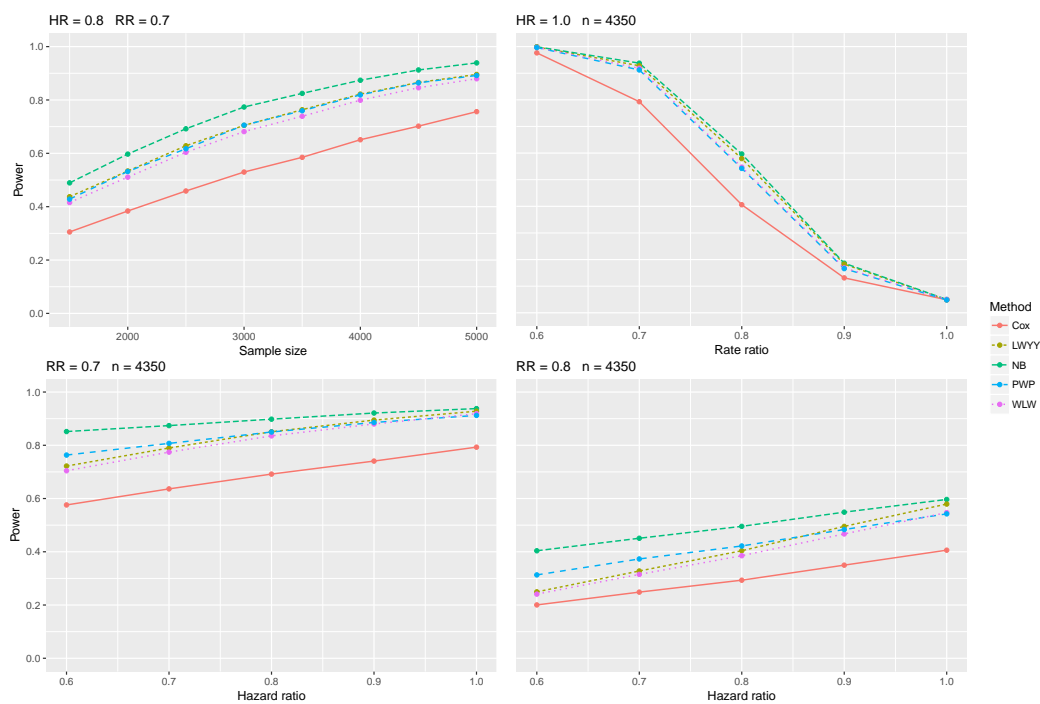 HR = 0.8 RR = 0.7
HR = 1.0 n = 4350
1.0
0.8
0.6
0.4
0.2
0.0
Power
2000
3000
4000
5000
Sample size
0.6
0.7
0.8
0.9
1.0
Rate ratio
RR = 0.7 n = 4350
RR = 0.8 n = 4350
1.0
0.8
0.6
0.4
0.2
0.0
Power
0.6
0.7
0.8
0.9
1.0
Hazard ratio
0.6
0.7
0.8
0.9
1.0
Hazard ratio
Method
Cox
LWYY
NB
PWP
WLW